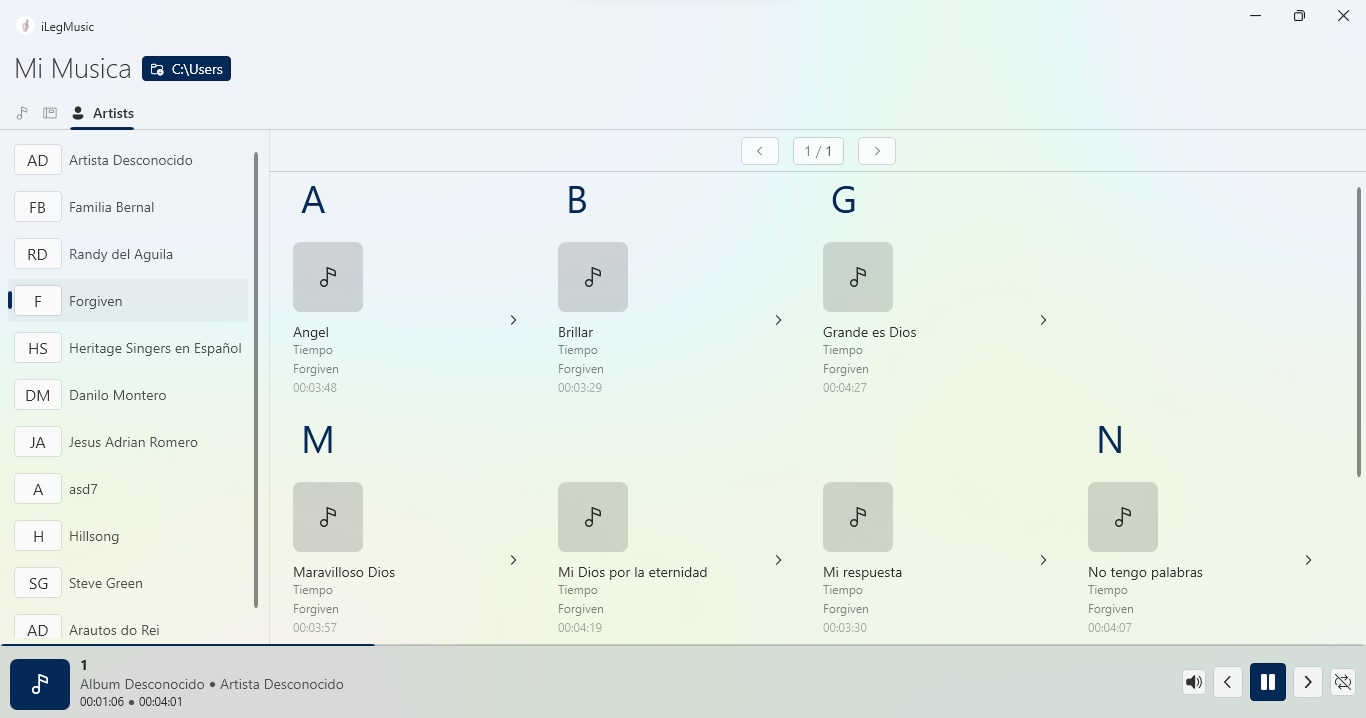 iLegMusic
Mi Musica
C:\Users
Artists
AD Artista Desconocido
FB Familia Bernal
RD Randy del Aguila
F Forgiven
HS Heritage Singers en Español
DM Danilo Montero
JA Jesus Adrian Romero
A asd7
H Hillsong
SG Steve Green
AD Arautos do Rei
1 / 1
A
Angel
Tiempo
Forgiven
00:03:48
B
Brillar
Tiempo
Forgiven
00:03:29
G
Grande es Dios
Tiempo
Forgiven
00:04:27
M
Maravilloso Dios
Tiempo
Forgiven
00:03:57
Mi Dios por la eternidad
Tiempo
Forgiven
00:04:19
Mi respuesta
Tiempo
Forgiven
00:03:30
N
No tengo palabras
Tiempo
Forgiven
00:04:07
1
Album Desconocido • Artista Desconocido
00:01:06 • 00:04:01